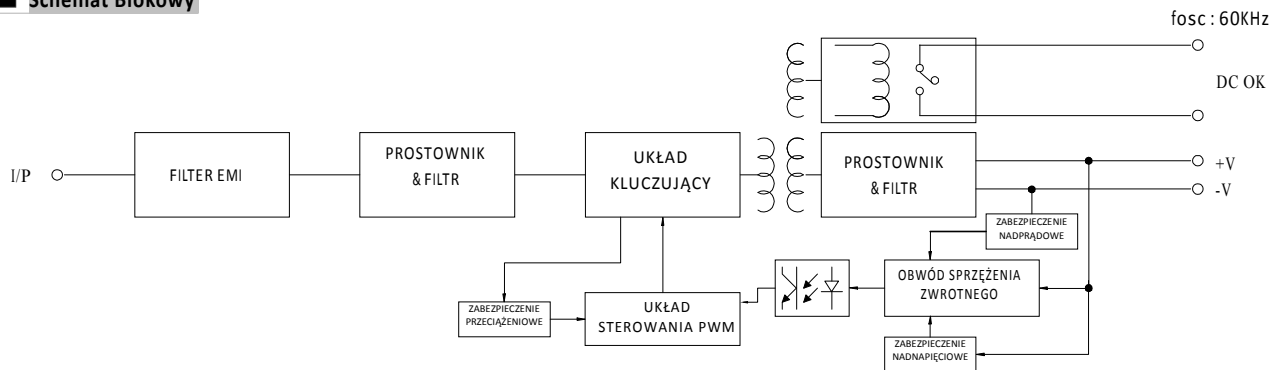 Schemat Blokowy
fosc : 60KHz
DC OK
I/P
FILTER EMI
PROSTOWNIK
& FILTR
UKŁAD
KLUCZUJĄCY
PROSTOWNIK
& FILTR
+V
-V
ZABEZPIECZENIE
NADPRĄDOWE
ZABEZPIECZENIE
PRZECIĄŻENIOWE
UKŁAD
STEROWANIA PWM
OBWÓD SPRZĘŻENIA
ZWROTNEGO
ZABEZPIECZENIE
NADNAPIĘCIOWE